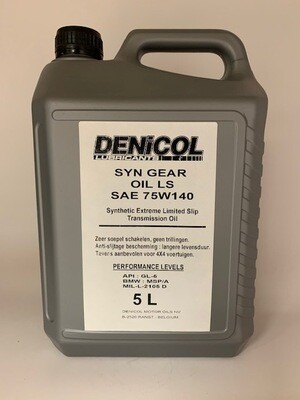 DENiCOL
LUBRICANTS
SYN GEAR
OIL LS
SAE 75W140
Synthetic Extreme Limited Slip
Transmission Oil
Zeer soepel schakelen, geen trillingen.
Anti-slijtage bescherming : langere levensduur.
Tevens aanbevolen voor 4X4 voertuigen.
PERFORMANCE LEVELS
API : GL-5
BMW : MSP/A
MIL-L-2105 D
5 L
DENICOL MOTOR OILS NV
BELGIUM